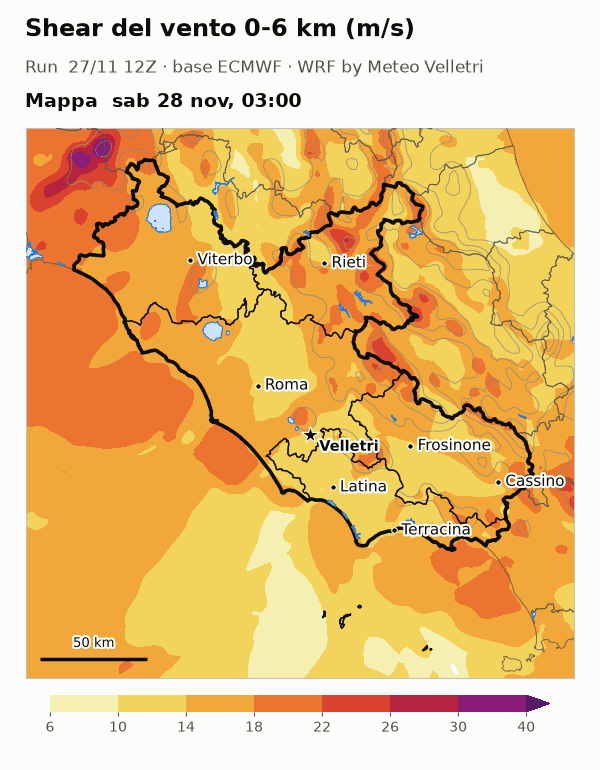 Shear del vento 0-6 km (m/s)
Run  27/11 12Z · base ECMWF · WRF by Meteo Velletri
Mappa  sab 28 nov, 03:00
Viterbo
Rieti
Roma
Velletri
Frosinone
Cassino
Latina
Terracina
50 km
6 10 14 18 22 26 30 40